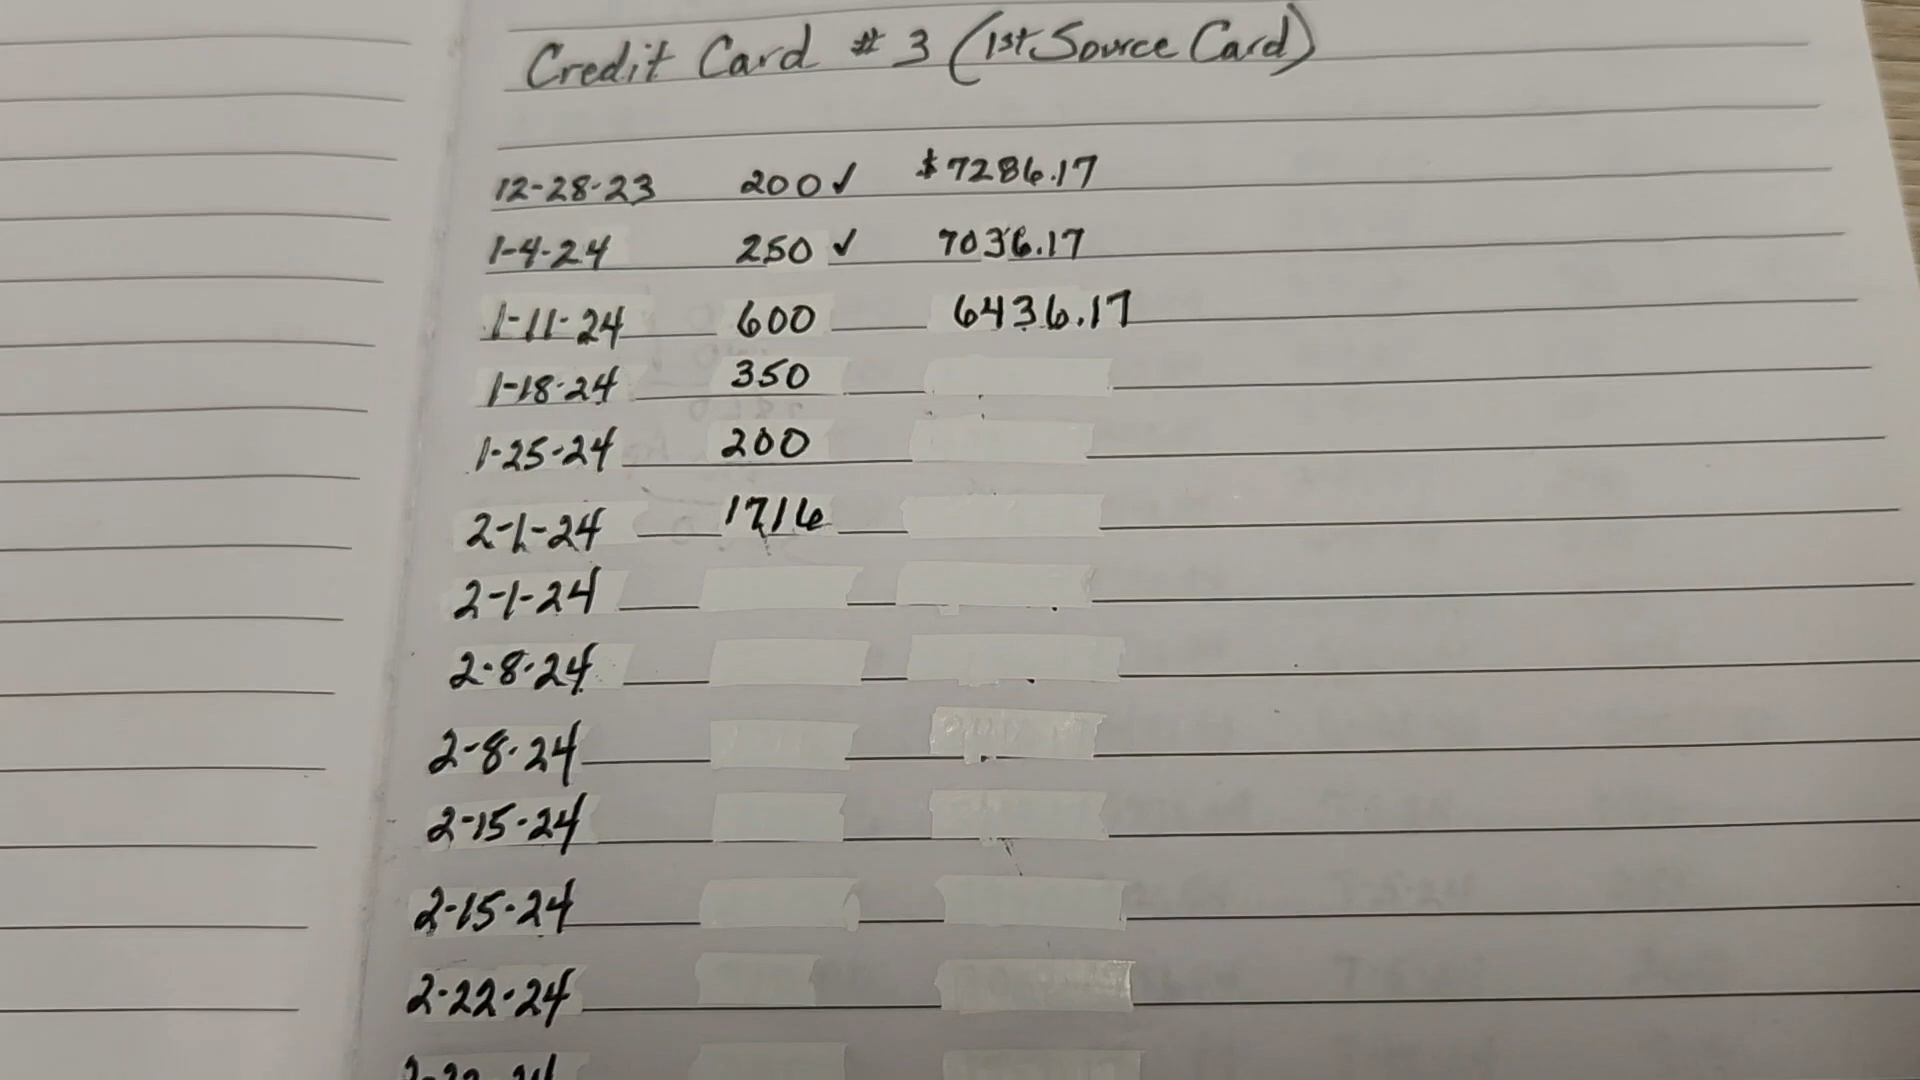 Credit Card # 3 (1st Source Card)
12-28-23 200✓ $7286.17
1-4-24 250 ✓ 7036.17
1-11-24 600 6436.17
1-18-24 350
1-25-24 200
2-1-24 1716
2-1-24
2-8-24
2-8-24
2-15-24
2-15-24
2-22-24